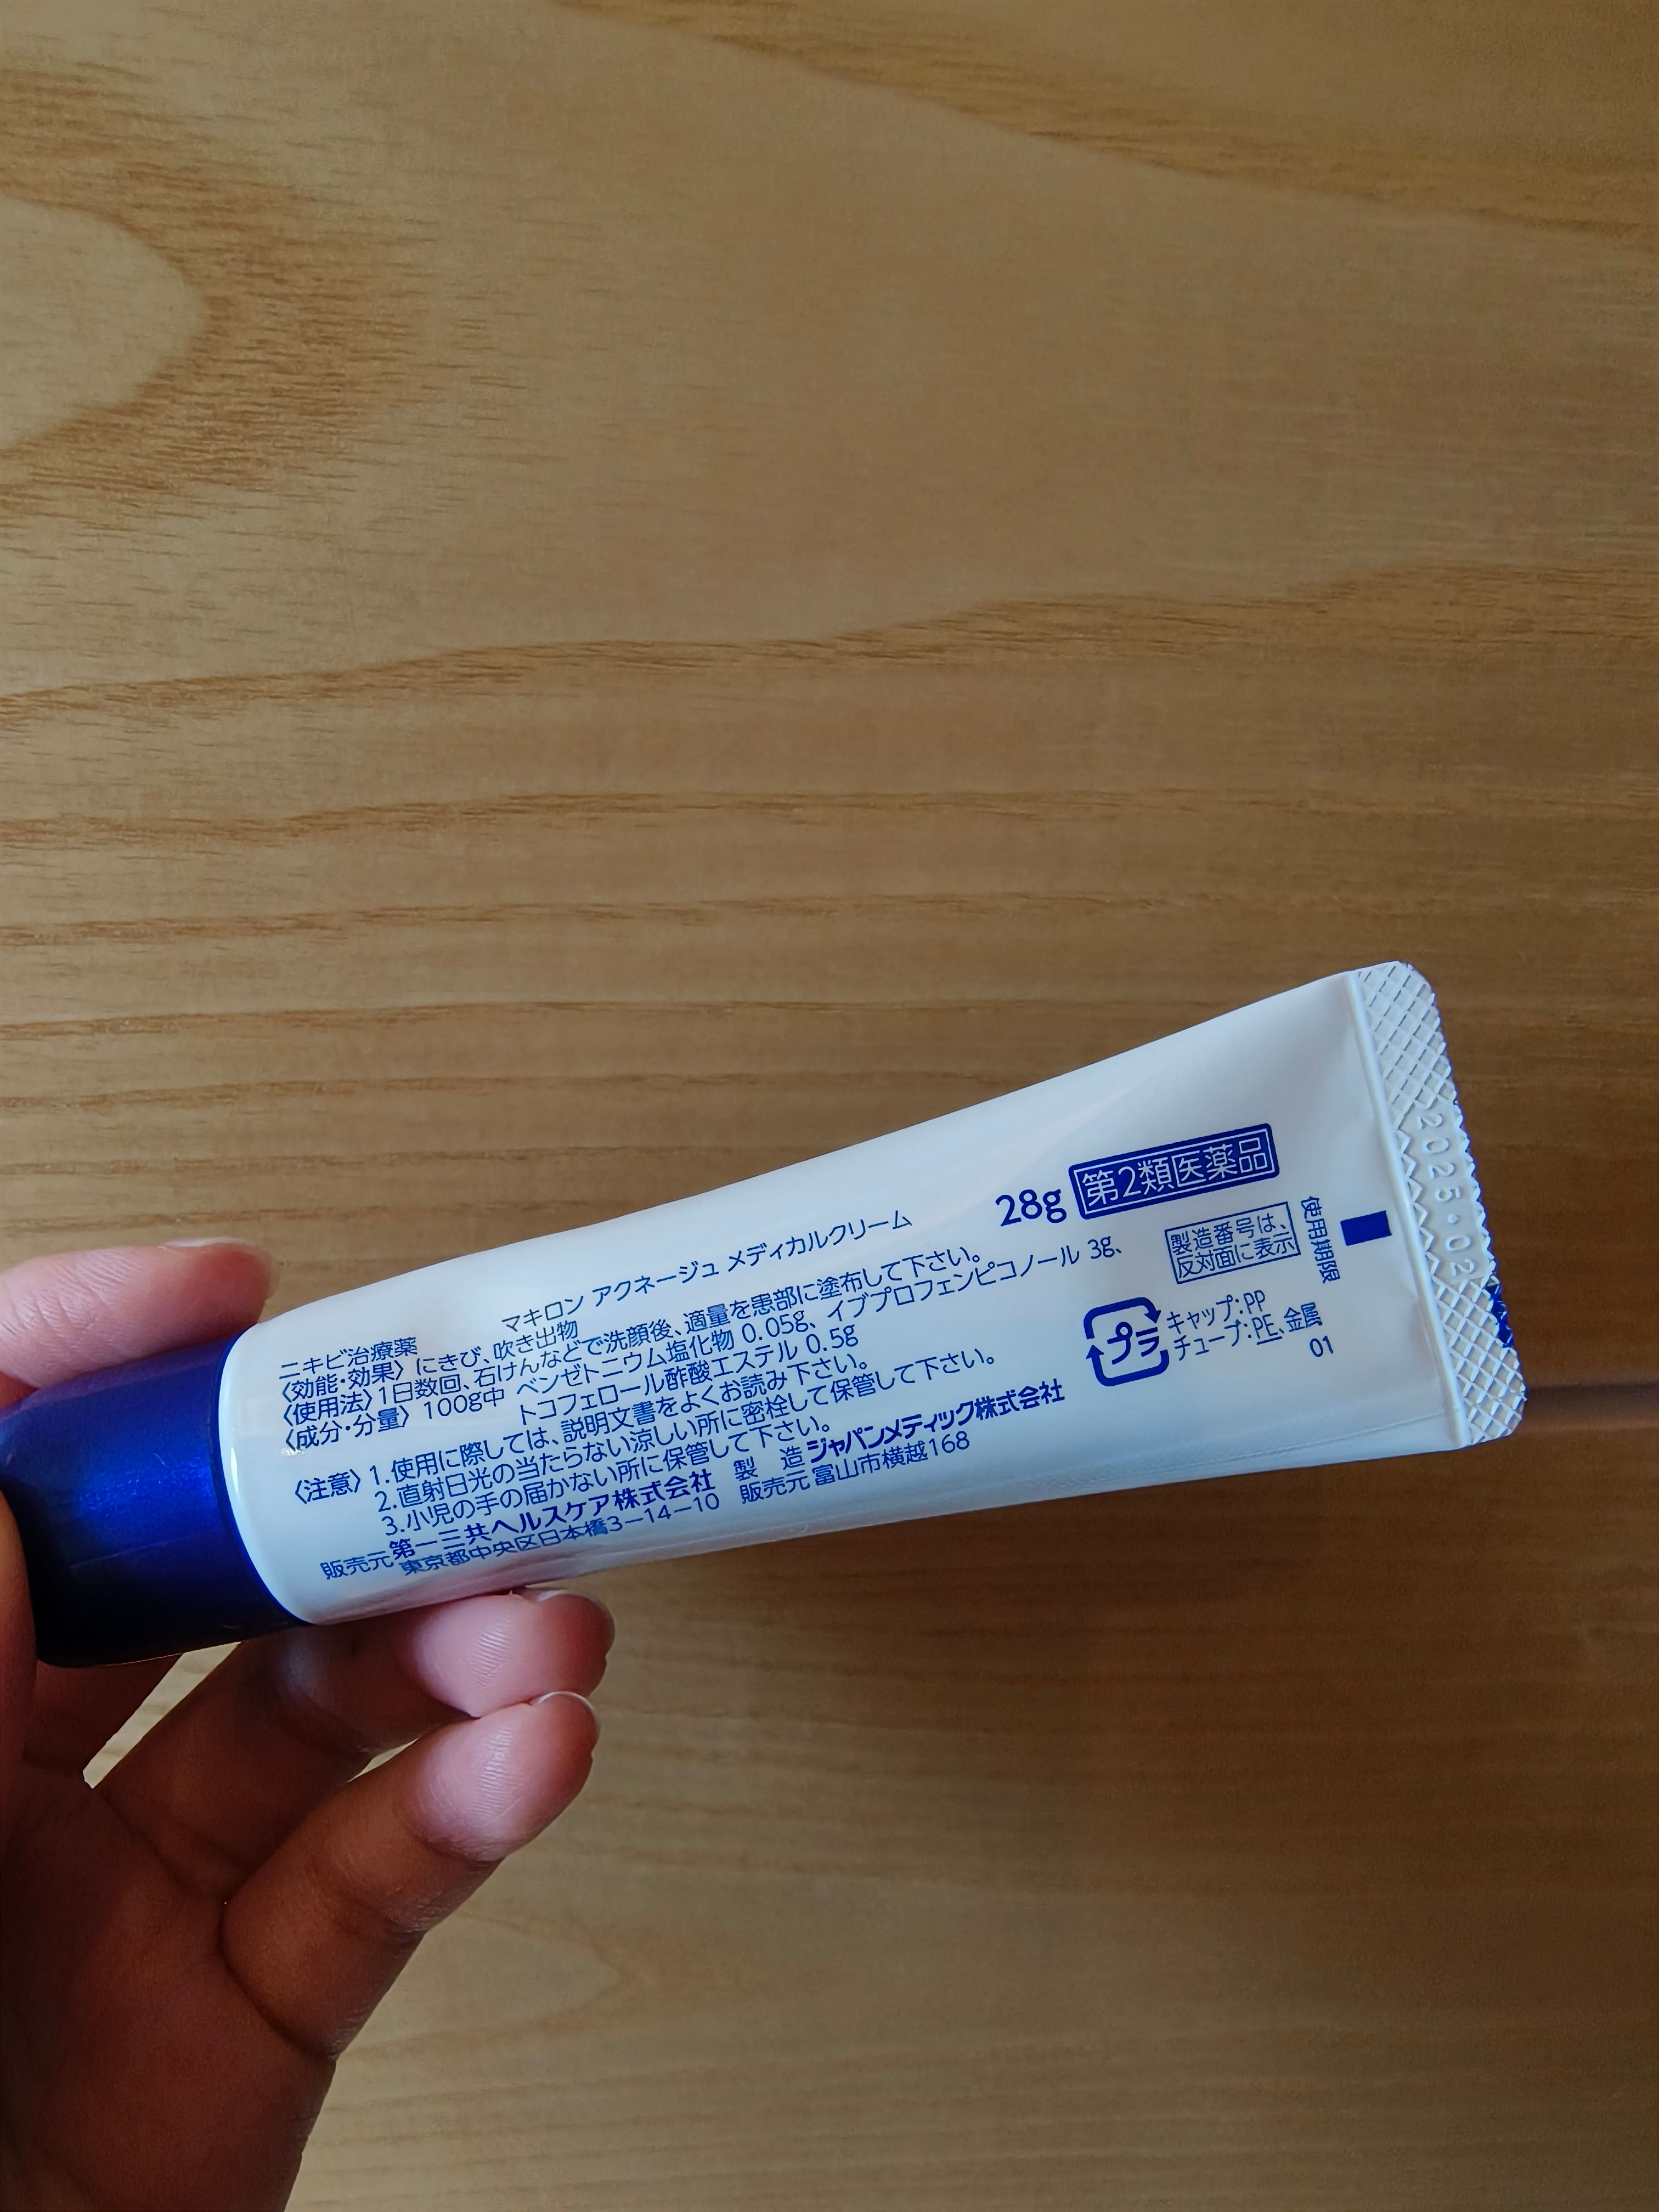 ニキビ治療薬 マキロン アクネージュ メディカルクリーム 28g 第2類医薬品
〈効能・効果〉にきび、吹き出物
〈使用法〉1日数回、石けんなどで洗顔後、適量を患部に塗布して下さい。
〈成分・分量〉100g中 ベンゼトニウム塩化物 0.05g、イブプロフェンピコノール 3g、
トコフェロール酢酸エステル 0.5g
〈注意〉1.使用に際しては、説明文書をよくお読み下さい。
2.直射日光の当たらない涼しい所に密栓して保管して下さい。
3.小児の手の届かない所に保管して下さい。
販売元 第一三共ヘルスケア株式会社
東京都中央区日本橋3-14-10
製造販売元 ジャパンメディック株式会社
富山市横越168
製造番号は、
反対面に表示
使用期限
2025.02
プラ
キャップ:PP
チューブ:PE、金属
01